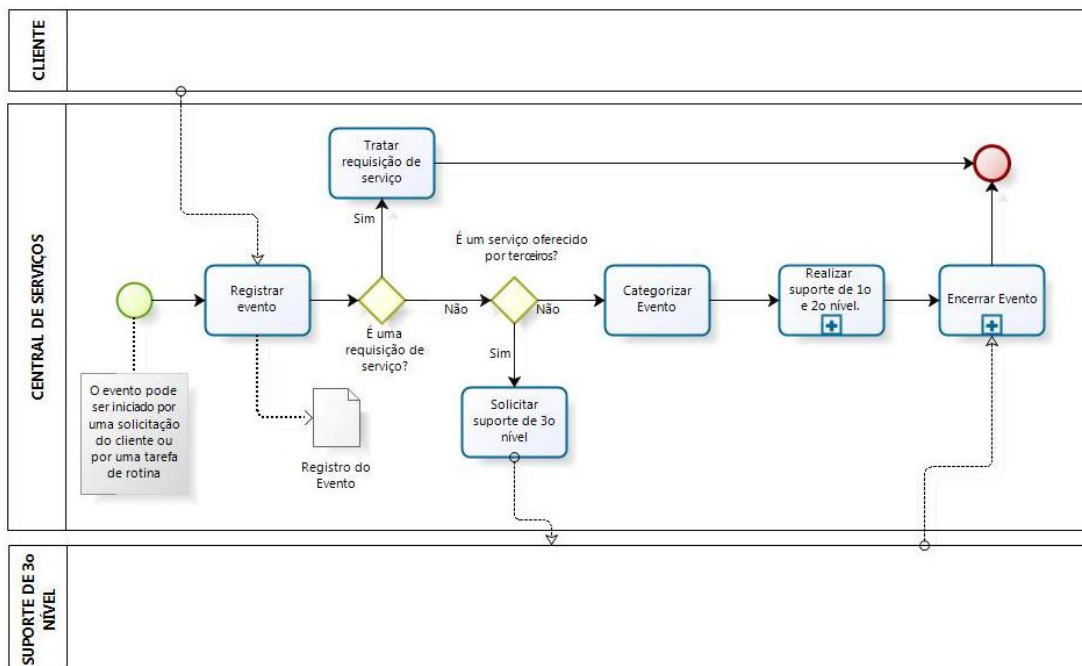 CLIENTE
CENTRAL DE SERVIÇOS
Tratar
requisição de
serviço
Sim
É um serviço oferecido
por terceiros?
Registrar
evento
Não
Não
Categorizar
Evento
Realizar
suporte de 1o
e 2o nível.
Encerrar Evento
É uma
requisição de
serviço?
Sim
O evento pode
ser iniciado por
uma solicitação
do cliente ou
por uma tarefa
de rotina
Registro do
Evento
Solicitar
suporte de 3o
nível
SUPORTE DE 3o
NÍVEL